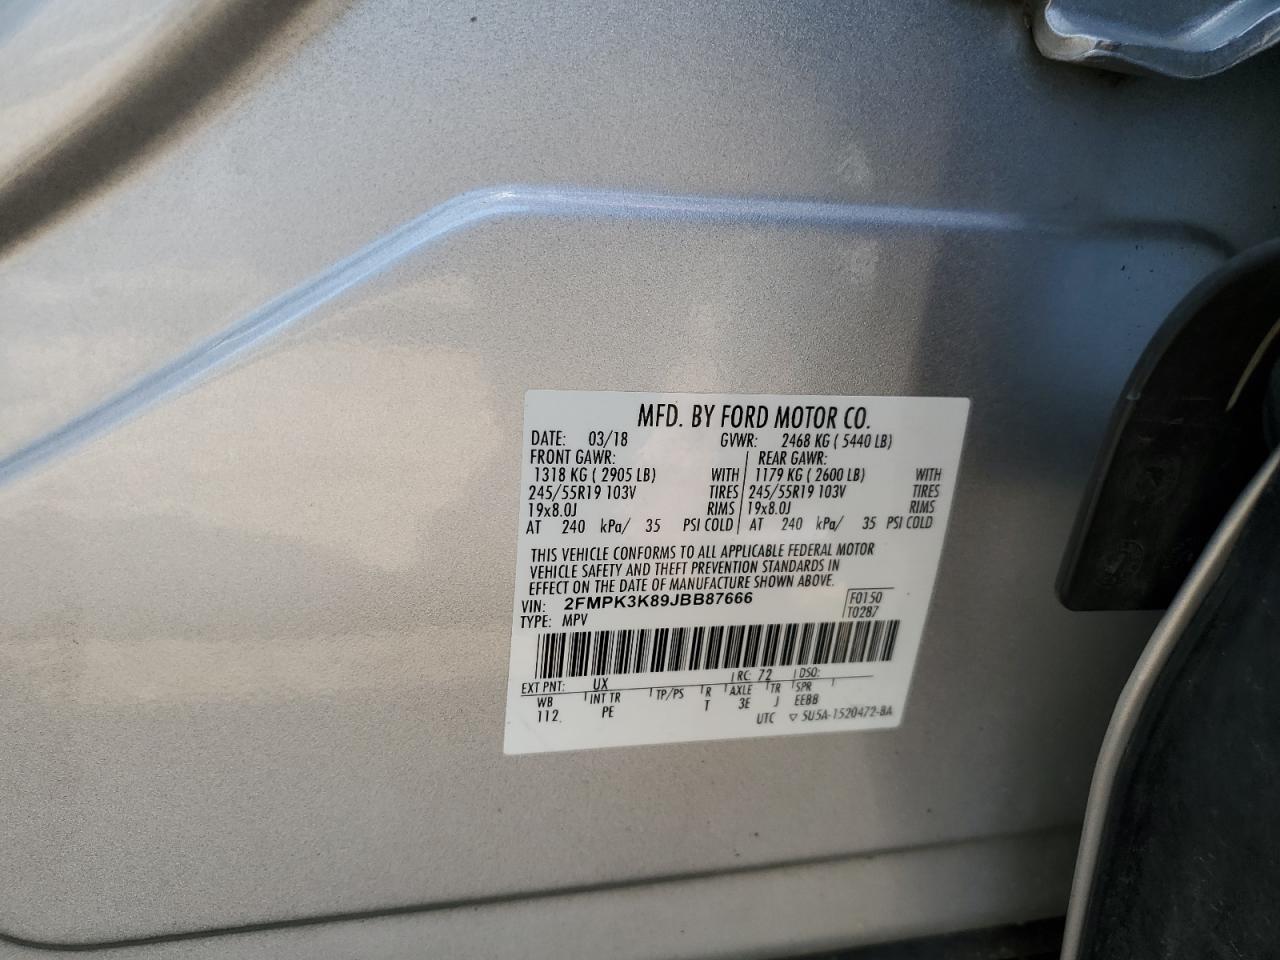 MFD. BY FORD MOTOR CO.
DATE: 03/18 GVWR: 2468 KG ( 5440 LB)
FRONT GAWR: REAR GAWR:
1318 KG ( 2905 LB) WITH 1179 KG ( 2600 LB) WITH
245/55R19 103V TIRES 245/55R19 103V TIRES
19x8.0J RIMS 19x8.0J RIMS
AT 240 kPa/ 35 PSI COLD AT 240 kPa/ 35 PSI COLD
THIS VEHICLE CONFORMS TO ALL APPLICABLE FEDERAL MOTOR
VEHICLE SAFETY AND THEFT PREVENTION STANDARDS IN
EFFECT ON THE DATE OF MANUFACTURE SHOWN ABOVE.
VIN: 2FMPK3K89JBB87666 F0150
TYPE: MPV T0287
EXT PNT: UX RC: 72 DSO:
WB INT TR TP/PS R AXLE TR SPR
112 PE T 3E J EEBB
UTC ▽ 5U5A-1520472-BA